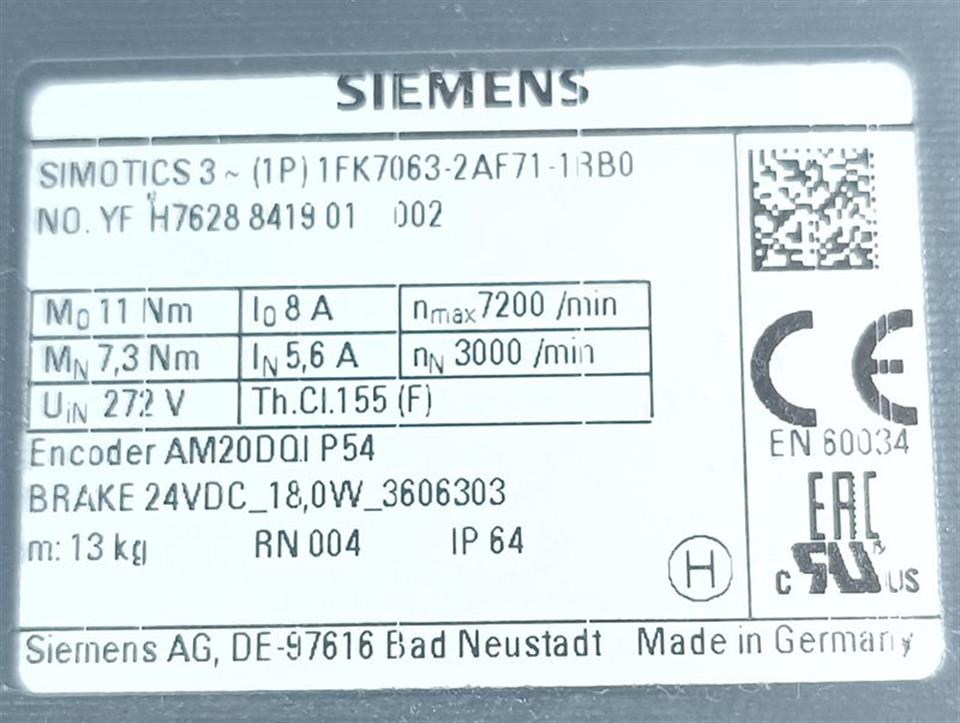 SIEMENS
SIMOTICS 3 ~ (1P) 1FK7063-2AF71-1RB0
NO. YF H7628 8419 01 002
M0 11 Nm I0 8 A nmax 7200 /min
MN 7,3 Nm IN 5,6 A nN 3000 /min
UiN 272 V Th.Cl.155 (F)
Encoder AM20DQI P54
BRAKE 24VDC_18,0W_3606303
m: 13 kg RN 004 IP 64
H
CE
EN 60034
EAC
C UR US
Siemens AG, DE-97616 Bad Neustadt Made in Germany